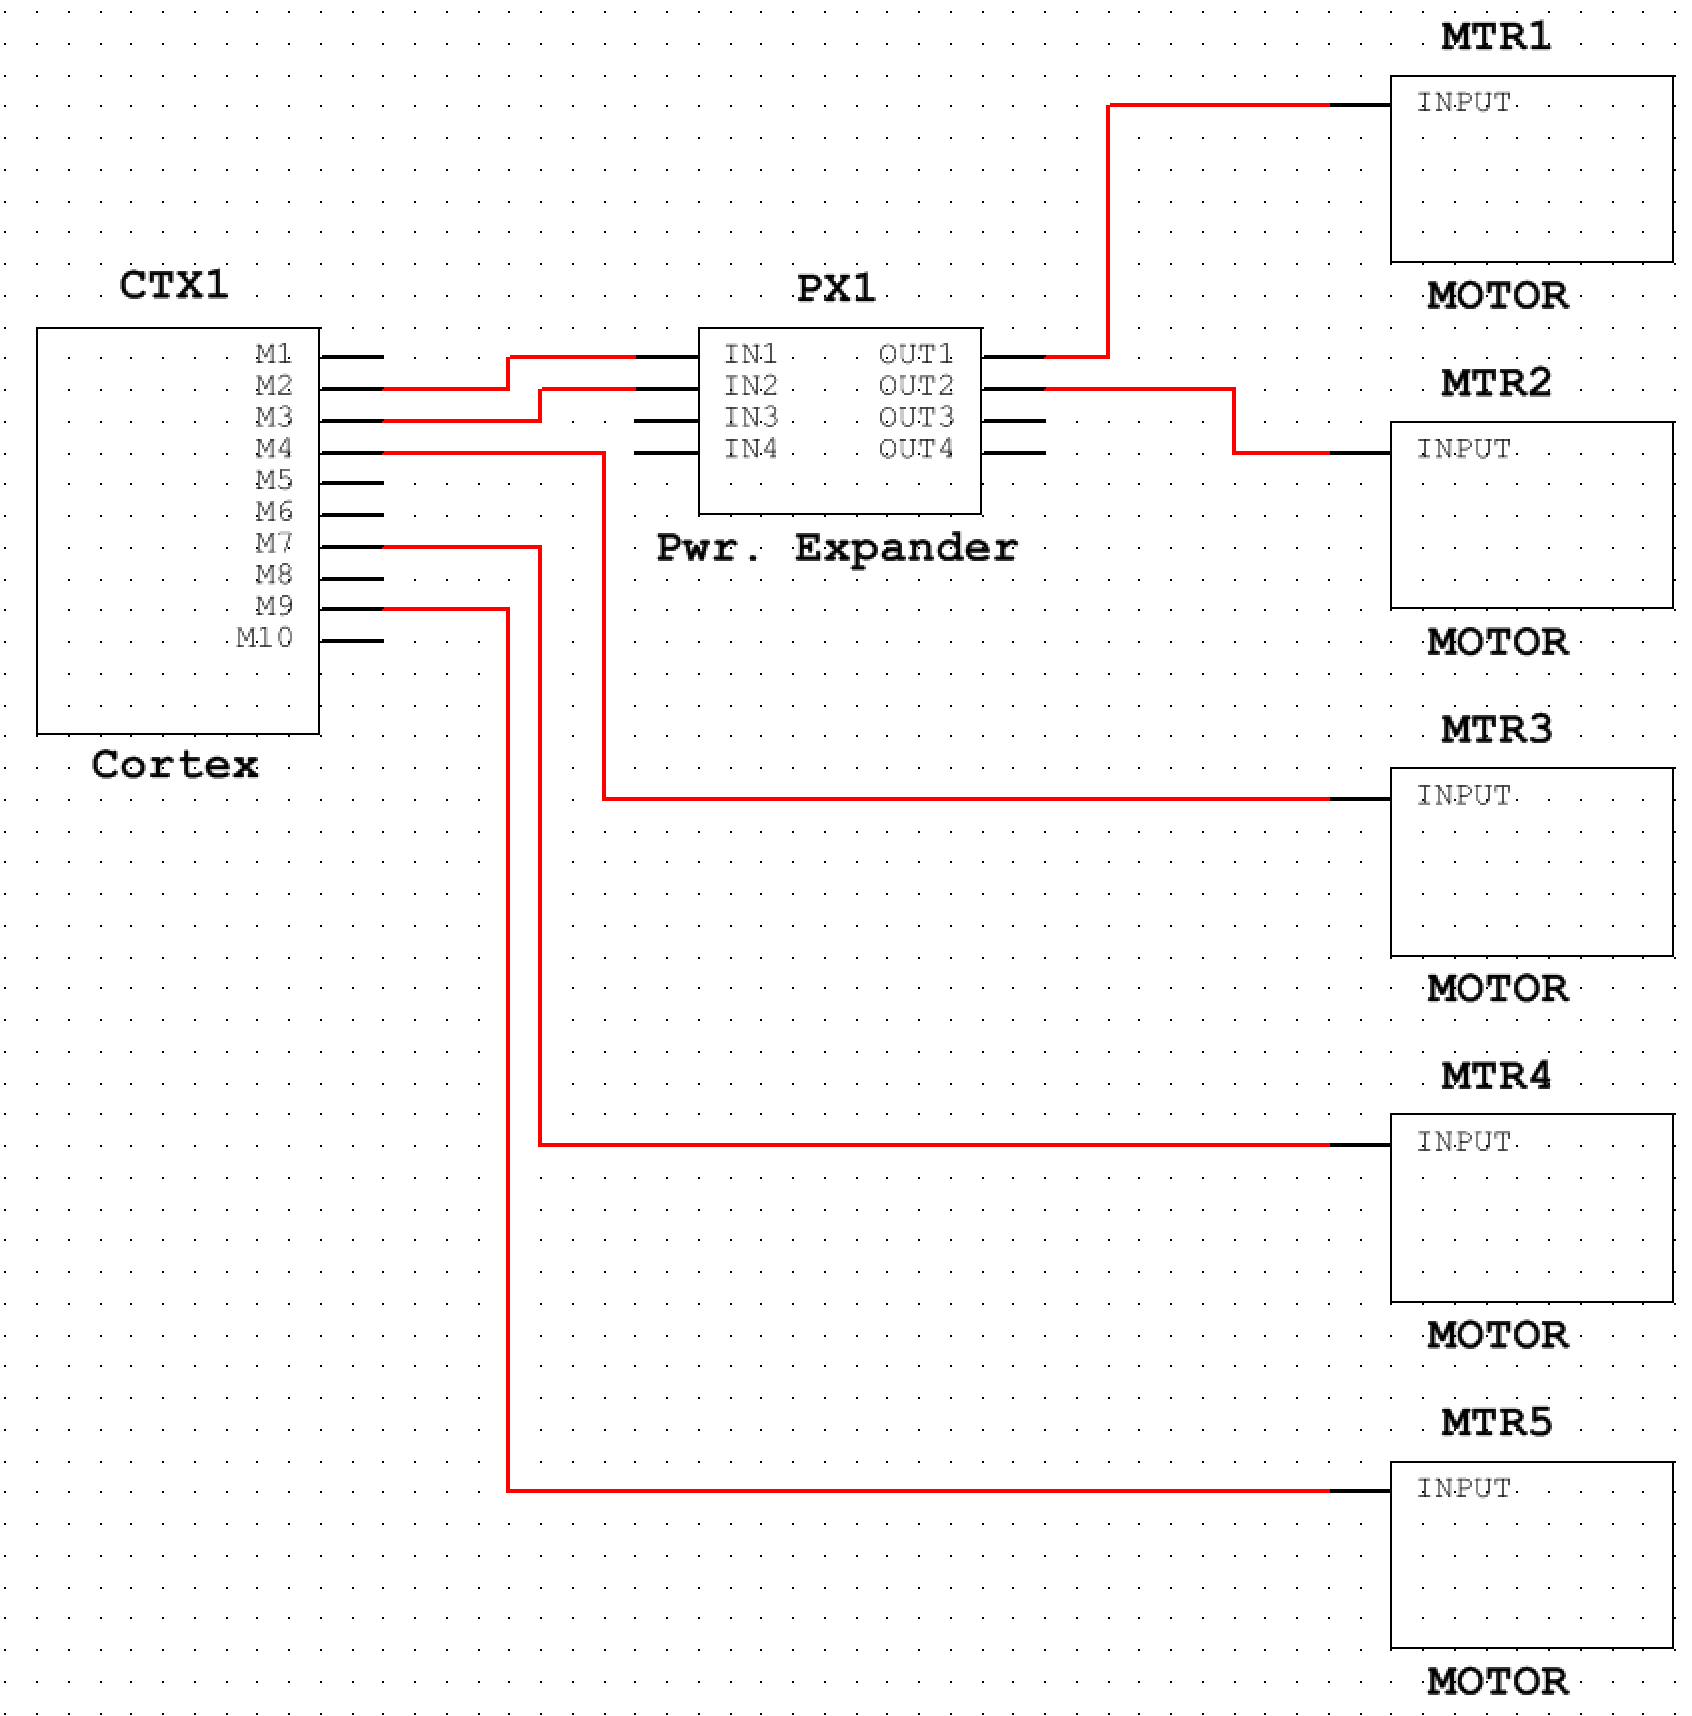 CTX1
M1
M2
M3
M4
M5
M6
M7
M8
M9
M10
Cortex
PX1
IN1 OUT1
IN2 OUT2
IN3 OUT3
IN4 OUT4
Pwr. Expander
MTR1
INPUT
MOTOR
MTR2
INPUT
MOTOR
MTR3
INPUT
MOTOR
MTR4
INPUT
MOTOR
MTR5
INPUT
MOTOR